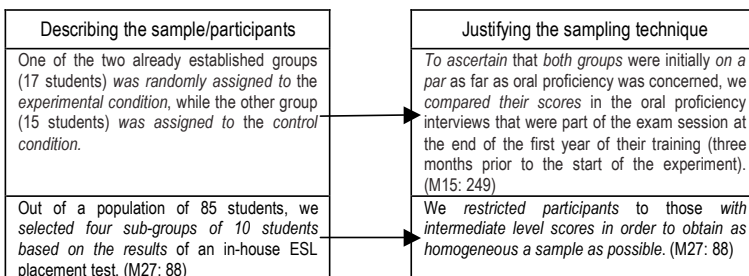 Describing the sample/participants
One of the two already established groups
(17 students) was randomly assigned to the
experimental condition, while the other group
(15 students) was assigned to the control
condition.
Out of a population of 85 students, we
selected four sub-groups of 10 students
based on the results of an in-house ESL
placement test. (M27: 88)
Justifying the sampling technique
To ascertain that both groups were initially on a
par as far as oral proficiency was concerned, we
compared their scores in the oral proficiency
interviews that were part of the exam session at
the end of the first year of their training (three
months prior to the start of the experiment).
(M15: 249)
We restricted participants to those with
intermediate level scores in order to obtain as
homogeneous a sample as possible. (M27: 88)